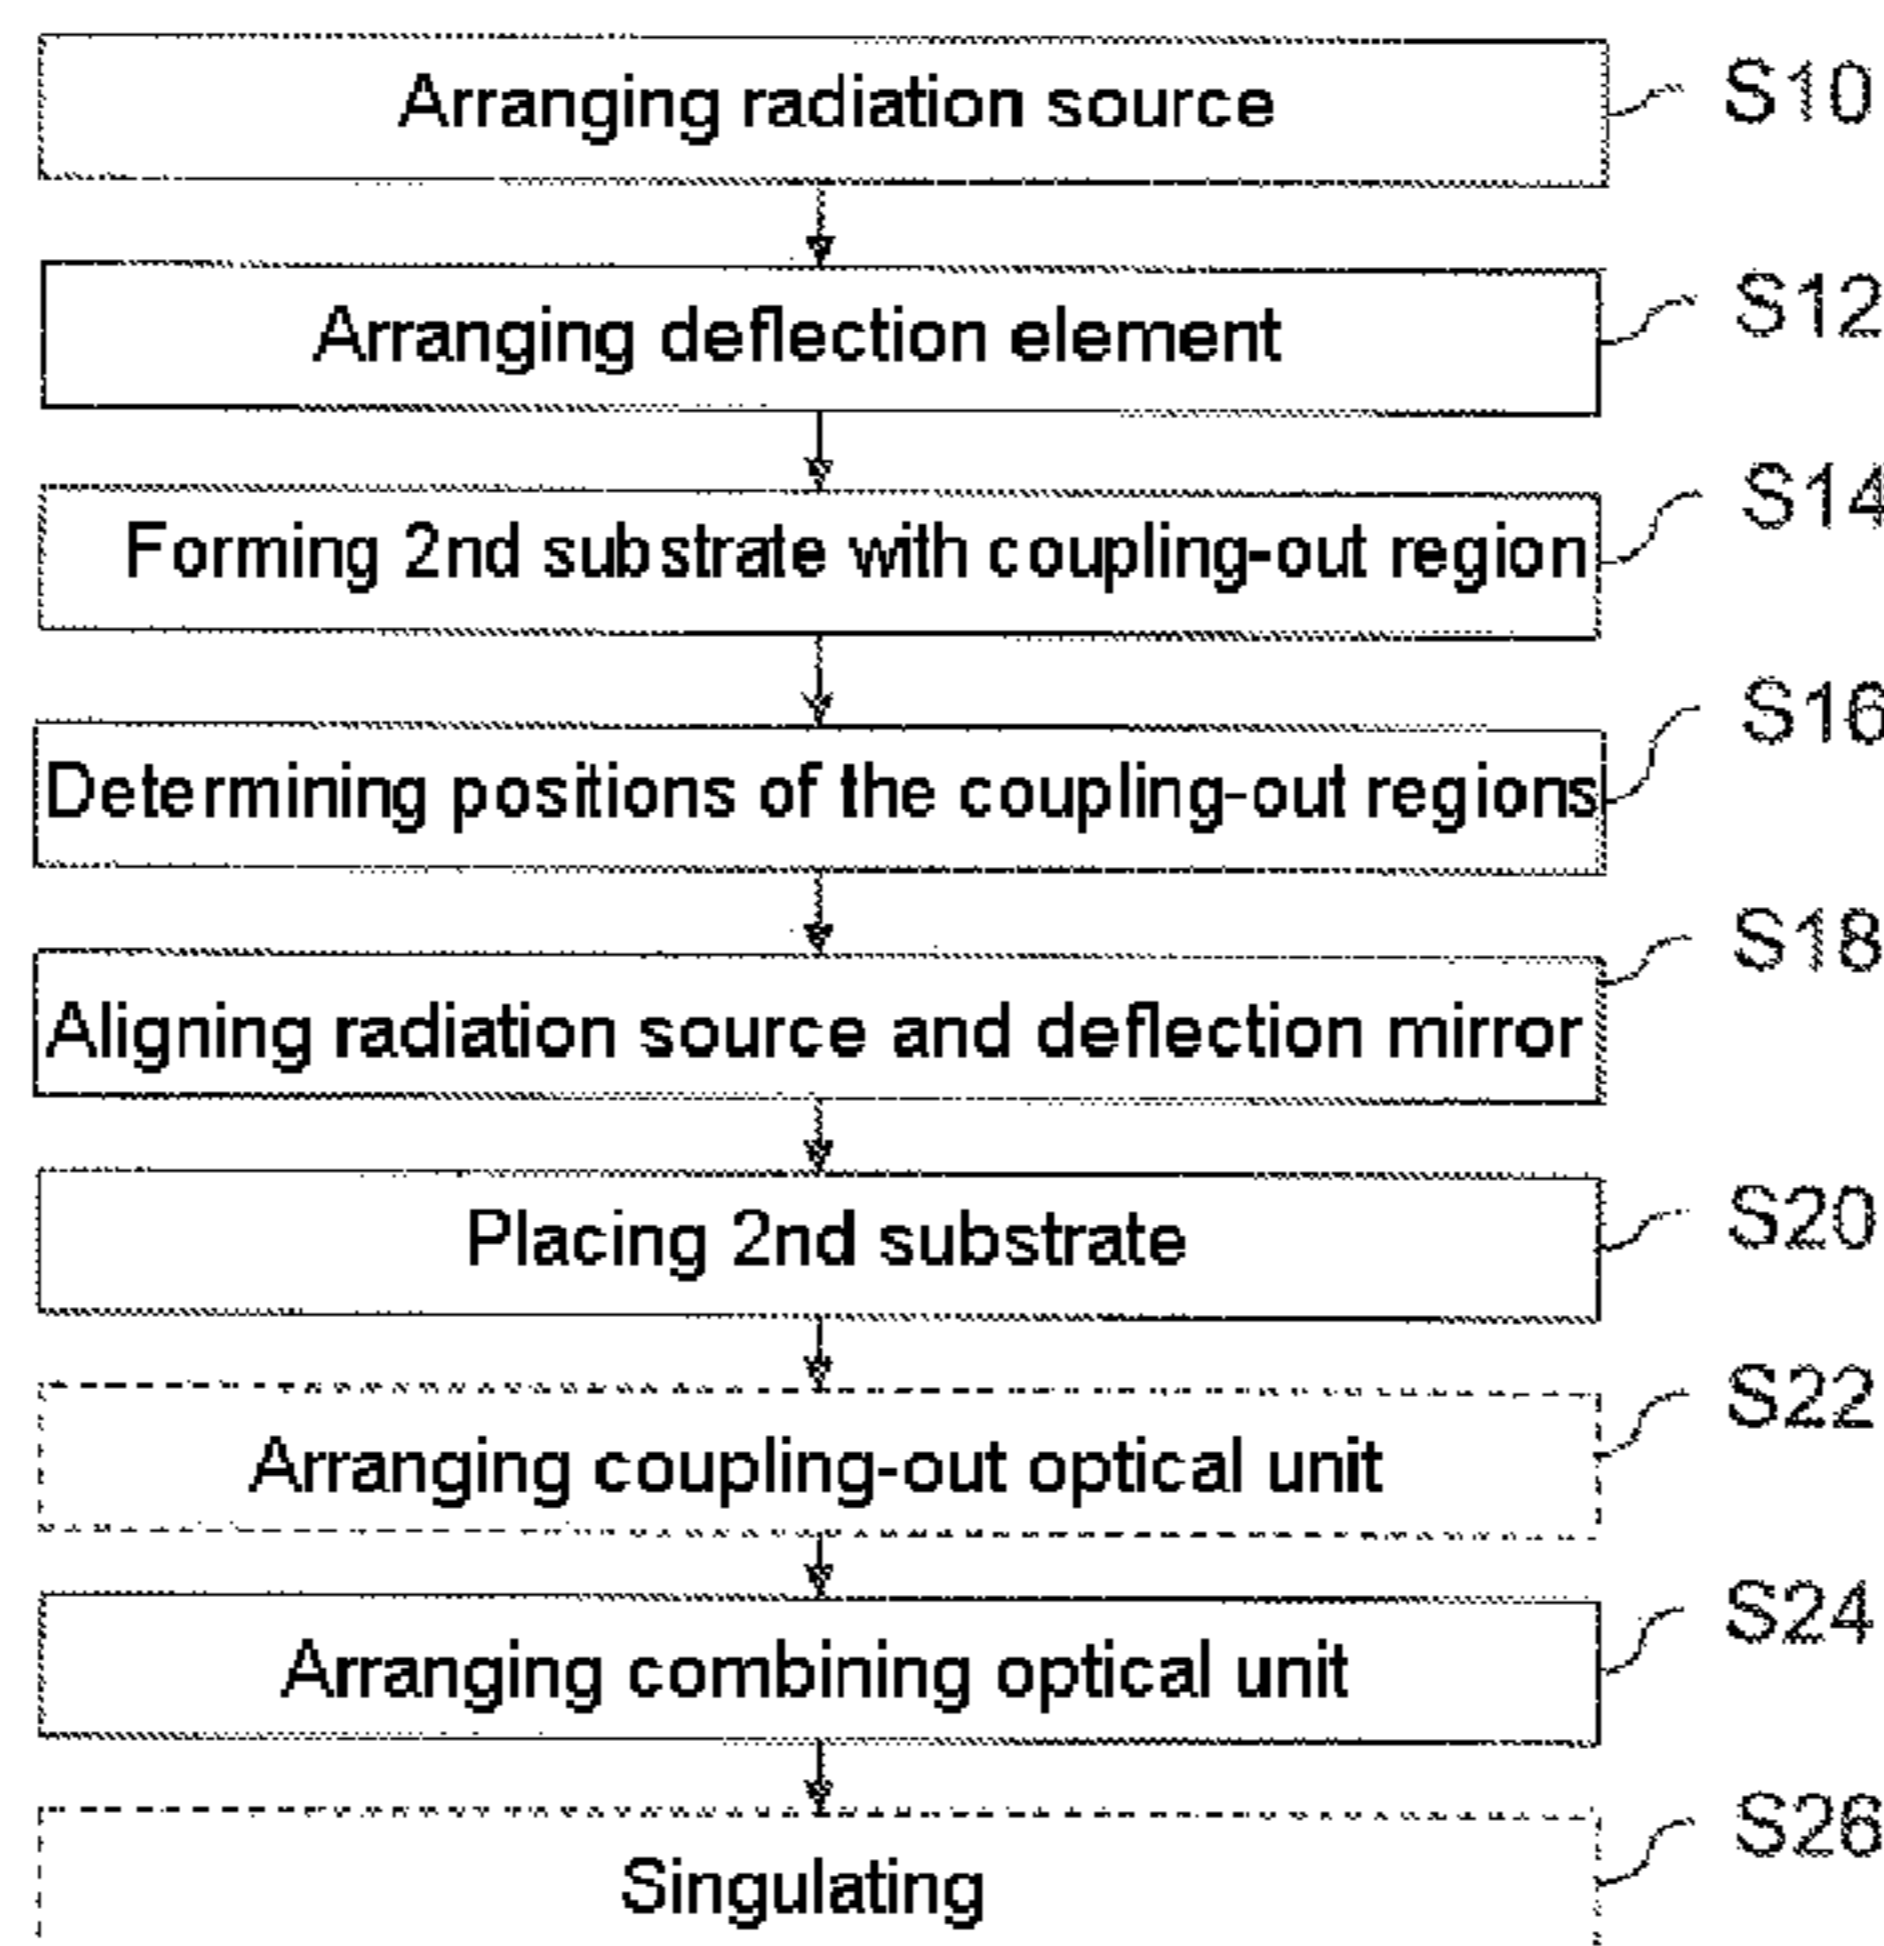 Arranging radiation source
S10
Arranging deflection element
S12
Forming 2nd substrate with coupling-out region
S14
Determining positions of the coupling-out regions
S16
Aligning radiation source and deflection mirror
S18
Placing 2nd substrate
S20
Arranging coupling-out optical unit
S22
Arranging combining optical unit
S24
Singulating
S26